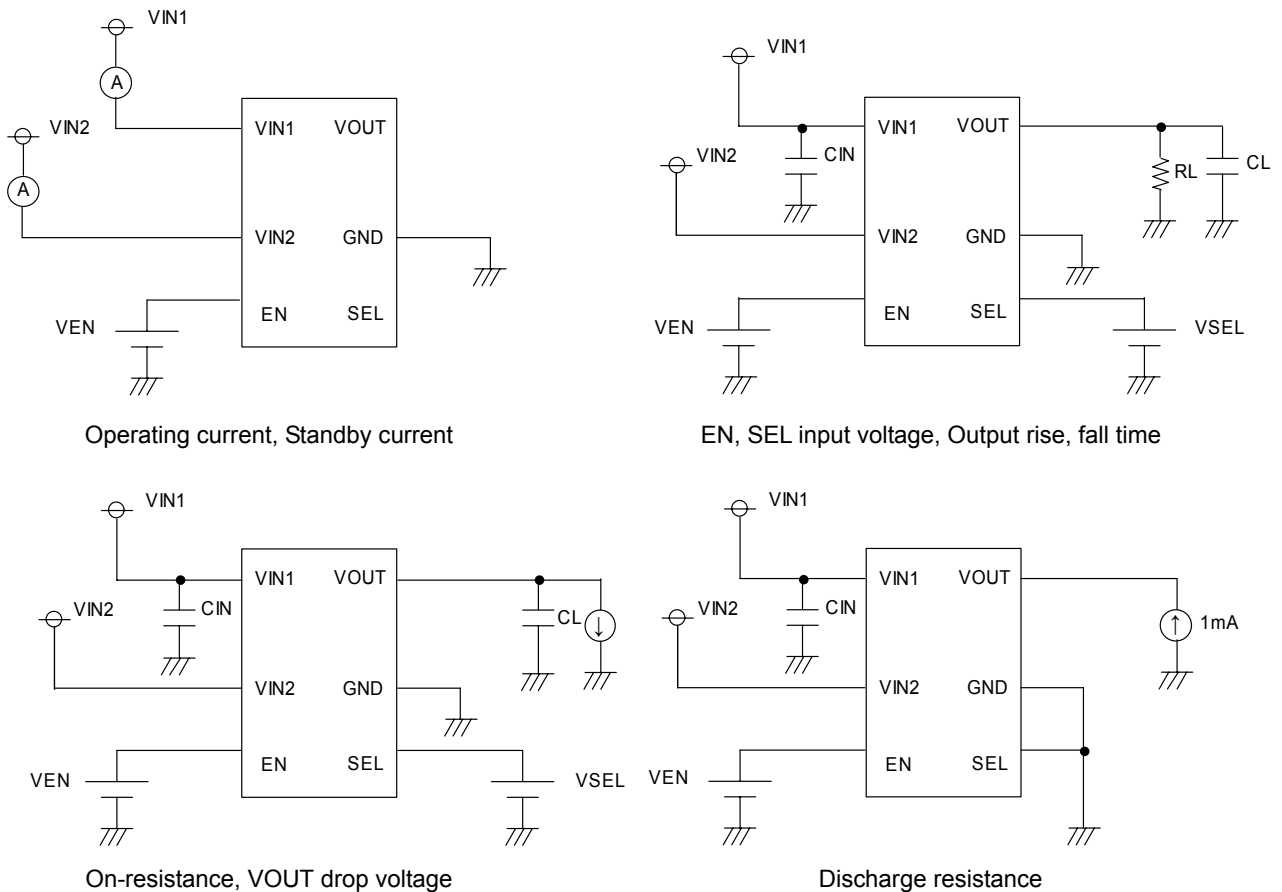 VIN1
A
VIN2
A
VIN1 VOUT
VIN2 GND
EN SEL
VEN
Operating current, Standby current
VIN1
VIN2
CIN
VIN1 VOUT
RL
CL
VIN2 GND
EN SEL
VEN
VSEL
EN, SEL input voltage, Output rise, fall time
VIN1
VIN2
CIN
VIN1 VOUT
CL
↓
VIN2 GND
EN SEL
VEN
VSEL
On-resistance, VOUT drop voltage
VIN1
VIN2
CIN
VIN1 VOUT
↑
1mA
VIN2 GND
EN SEL
VEN
Discharge resistance